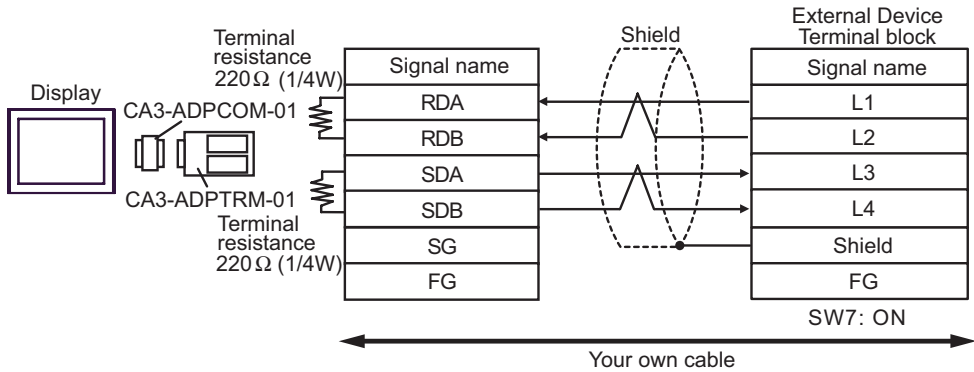 External Device
Terminal block
Shield
Terminal
resistance
220Ω (1/4W)
Display
CA3-ADPCOM-01
CA3-ADPTRM-01
Terminal
resistance
220Ω (1/4W)
Signal name
RDA
RDB
SDA
SDB
SG
FG
Signal name
L1
L2
L3
L4
Shield
FG
SW7: ON
Your own cable